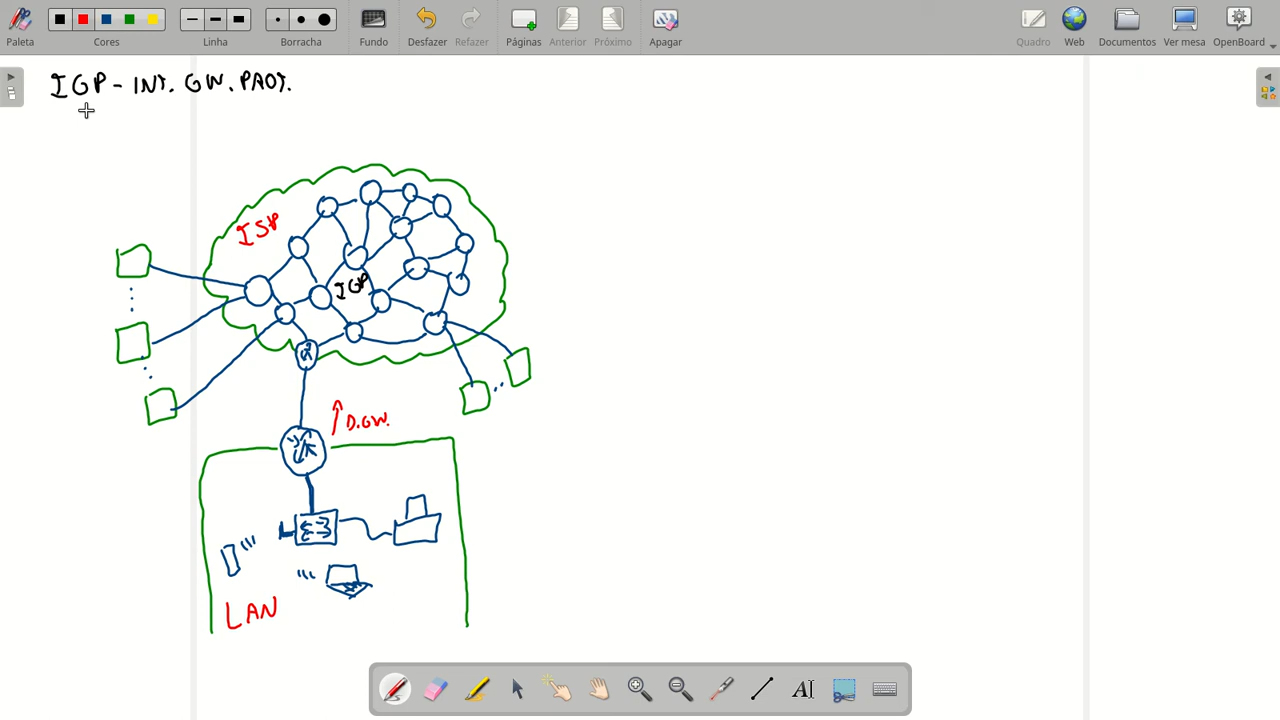 Paleta Cores Linha Borracha Fundo Desfazer Refazer Páginas Anterior Próximo Apagar Quadro Web Documentos Ver mesa OpenBoard
IGP - INT. GW. PROT.
ISP
IGP
R
D.GW.
LAN